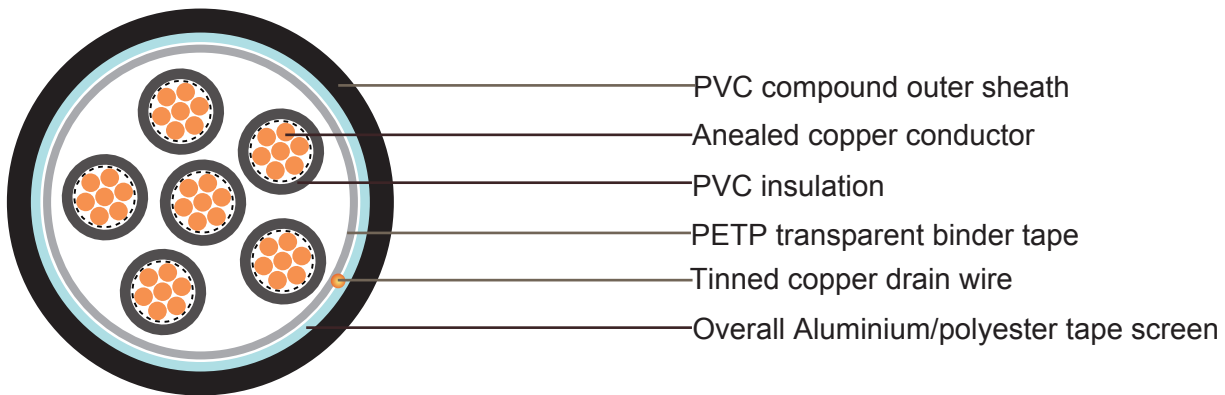 PVC compound outer sheath
Anealed copper conductor
PVC insulation
PETP transparent binder tape
Tinned copper drain wire
Overall Aluminium/polyester tape screen